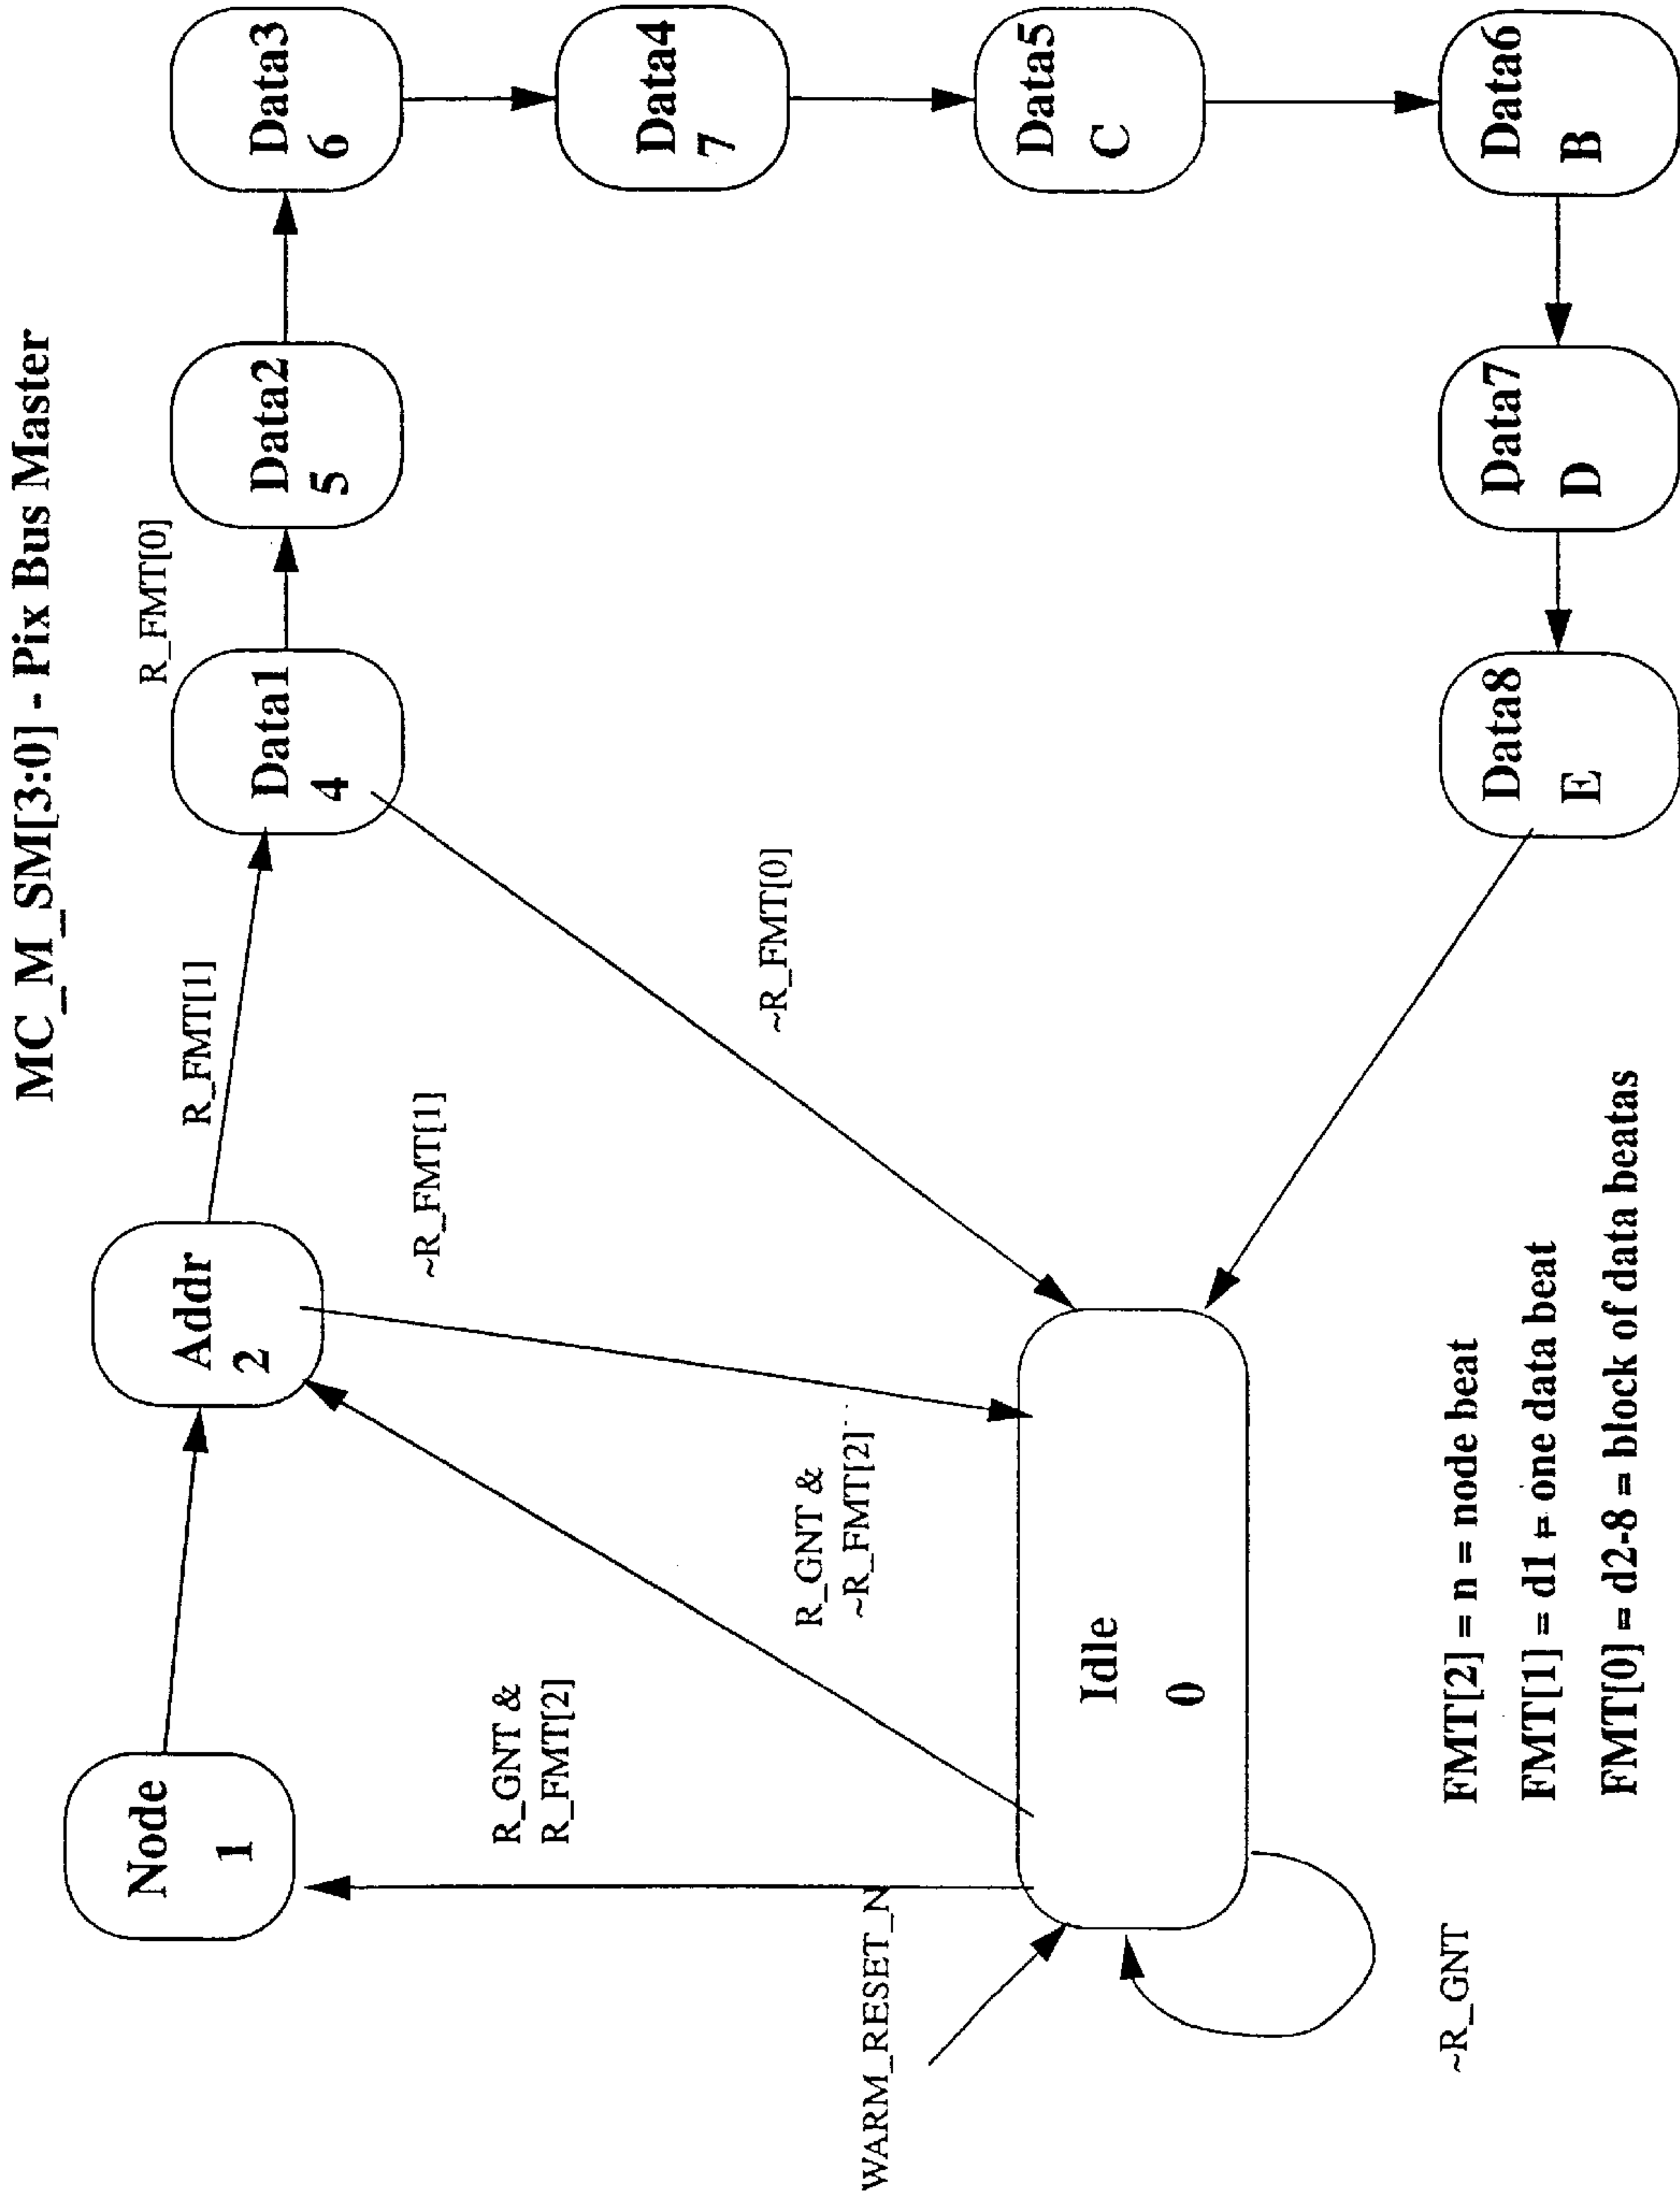 MC_M_SM[3:0] - Pix Bus Master
Node
1
Addr
2
R_FMT[1]
Data1
4
R_FMT[0]
Data2
5
Data3
6
R_GNT &
R_FMT[2]
~R_FMT[1]
Data4
7
R_GNT &
~R_FMT[2]
~R_FMT[0]
WARM_RESET_N
Idle
0
Data5
C
~R_GNT
FMT[2] = n = node beat
FMT[1] = d1 = one data beat
FMT[0] = d2-8 = block of data beatas
Data8
E
Data7
D
Data6
B